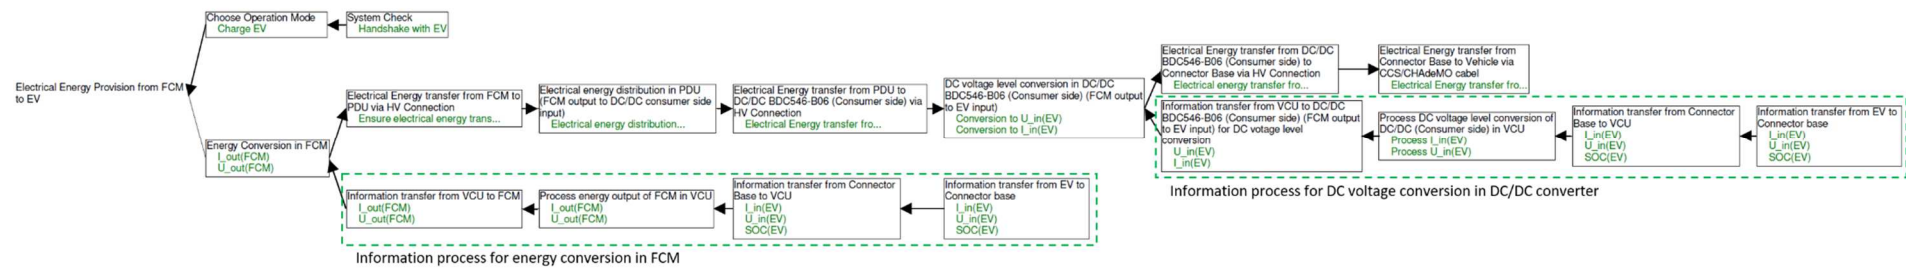 Electrical Energy Provision from FCM
to EV
Choose Operation Mode
Charge EV
System Check
Handshake with EV
Energy Conversion in FCM
I_out(FCM)
U_out(FCM)
Electrical Energy transfer from FCM to
PDU via HV Connection
Ensure electrical energy trans...
Electrical energy distribution in PDU
(FCM output to DC/DC consumer side
input)
Electrical energy distribution...
Electrical Energy transfer from PDU to
DC/DC BDC546-B06 (Consumer side) via
HV Connection
Electrical Energy transfer fro...
DC voltage level conversion in DC/DC
BDC546-B06 (Consumer side) (FCM output
to EV input)
Conversion to U_in(EV)
Conversion to I_in(EV)
Electrical Energy transfer from DC/DC
BDC546-B06 (Consumer side) to
Connector Base via HV Connection
Electrical energy transfer fro...
Electrical Energy transfer from
Connector Base to Vehicle via
CCS/CHAdeMO cabel
Electrical Energy transfer fro...
Information transfer from VCU to DC/DC
BDC546-B06 (Consumer side) (FCM output
to EV input) for DC votage level
conversion
U_in(EV)
I_in(EV)
Process DC voltage level conversion of
DC/DC (Consumer side) in VCU
Process I_in(EV)
Process U_in(EV)
Information transfer from Connector
Base to VCU
I_in(EV)
U_in(EV)
SOC(EV)
Information transfer from EV to
Connector base
I_in(EV)
U_in(EV)
SOC(EV)
Information process for DC voltage conversion in DC/DC converter
Information transfer from VCU to FCM
I_out(FCM)
U_out(FCM)
Process energy output of FCM in VCU
I_out(FCM)
U_out(FCM)
Information transfer from Connector
Base to VCU
I_in(EV)
U_in(EV)
SOC(EV)
Information transfer from EV to
Connector base
I_in(EV)
U_in(EV)
SOC(EV)
Information process for energy conversion in FCM